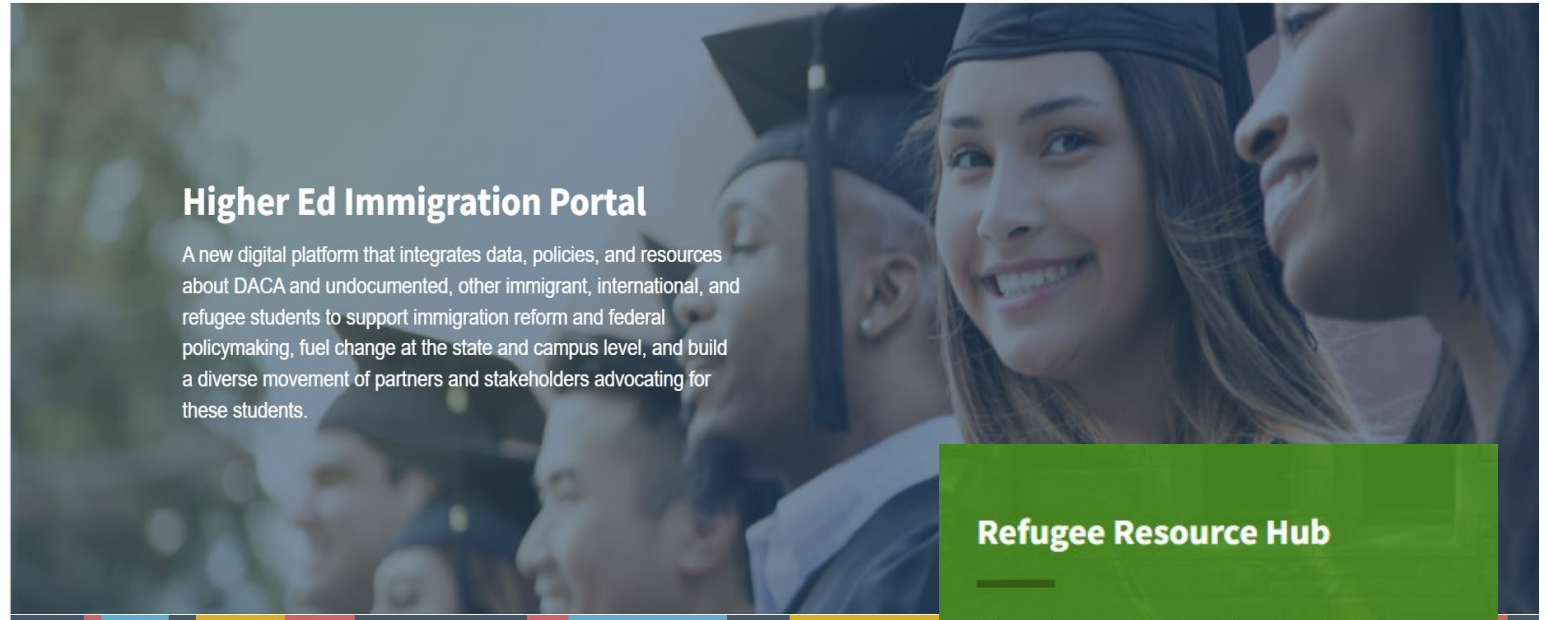 Higher Ed Immigration Portal
A new digital platform that integrates data, policies, and resources
about DACA and undocumented, other immigrant, international, and
refugee students to support immigration reform and federal
policymaking, fuel change at the state and campus level, and build
a diverse movement of partners and stakeholders advocating for
these students.
Refugee Resource Hub